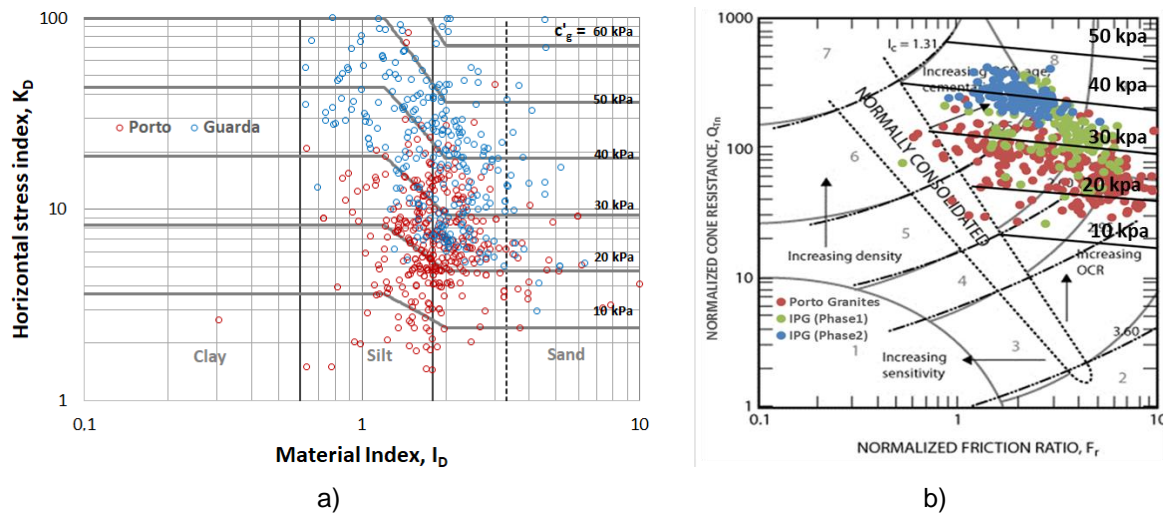 a)
Horizontal stress index, KD
100
10
1
c'g = 60 kPa
50 kPa
40 kPa
30 kPa
20 kPa
10 kPa
Porto
Guarda
Clay
Silt
Sand
0,1
1
10
Material Index, ID
b)
NORMALIZED CONE RESISTANCE, Qtn
1000
100
10
1
7
Ic = 1.31
8
Increasing
50 kpa
40 kpa
30 kpa
20 kpa
10 kpa
NORMALLY CONSOLIDATED
6
5
4
3
2
1
Increasing density
Increasing
OCR
Porto Granites
IPG (Phase1)
IPG (Phase2)
Increasing
sensitivity
3.60
0.1
1
10
NORMALIZED FRICTION RATIO, Fr